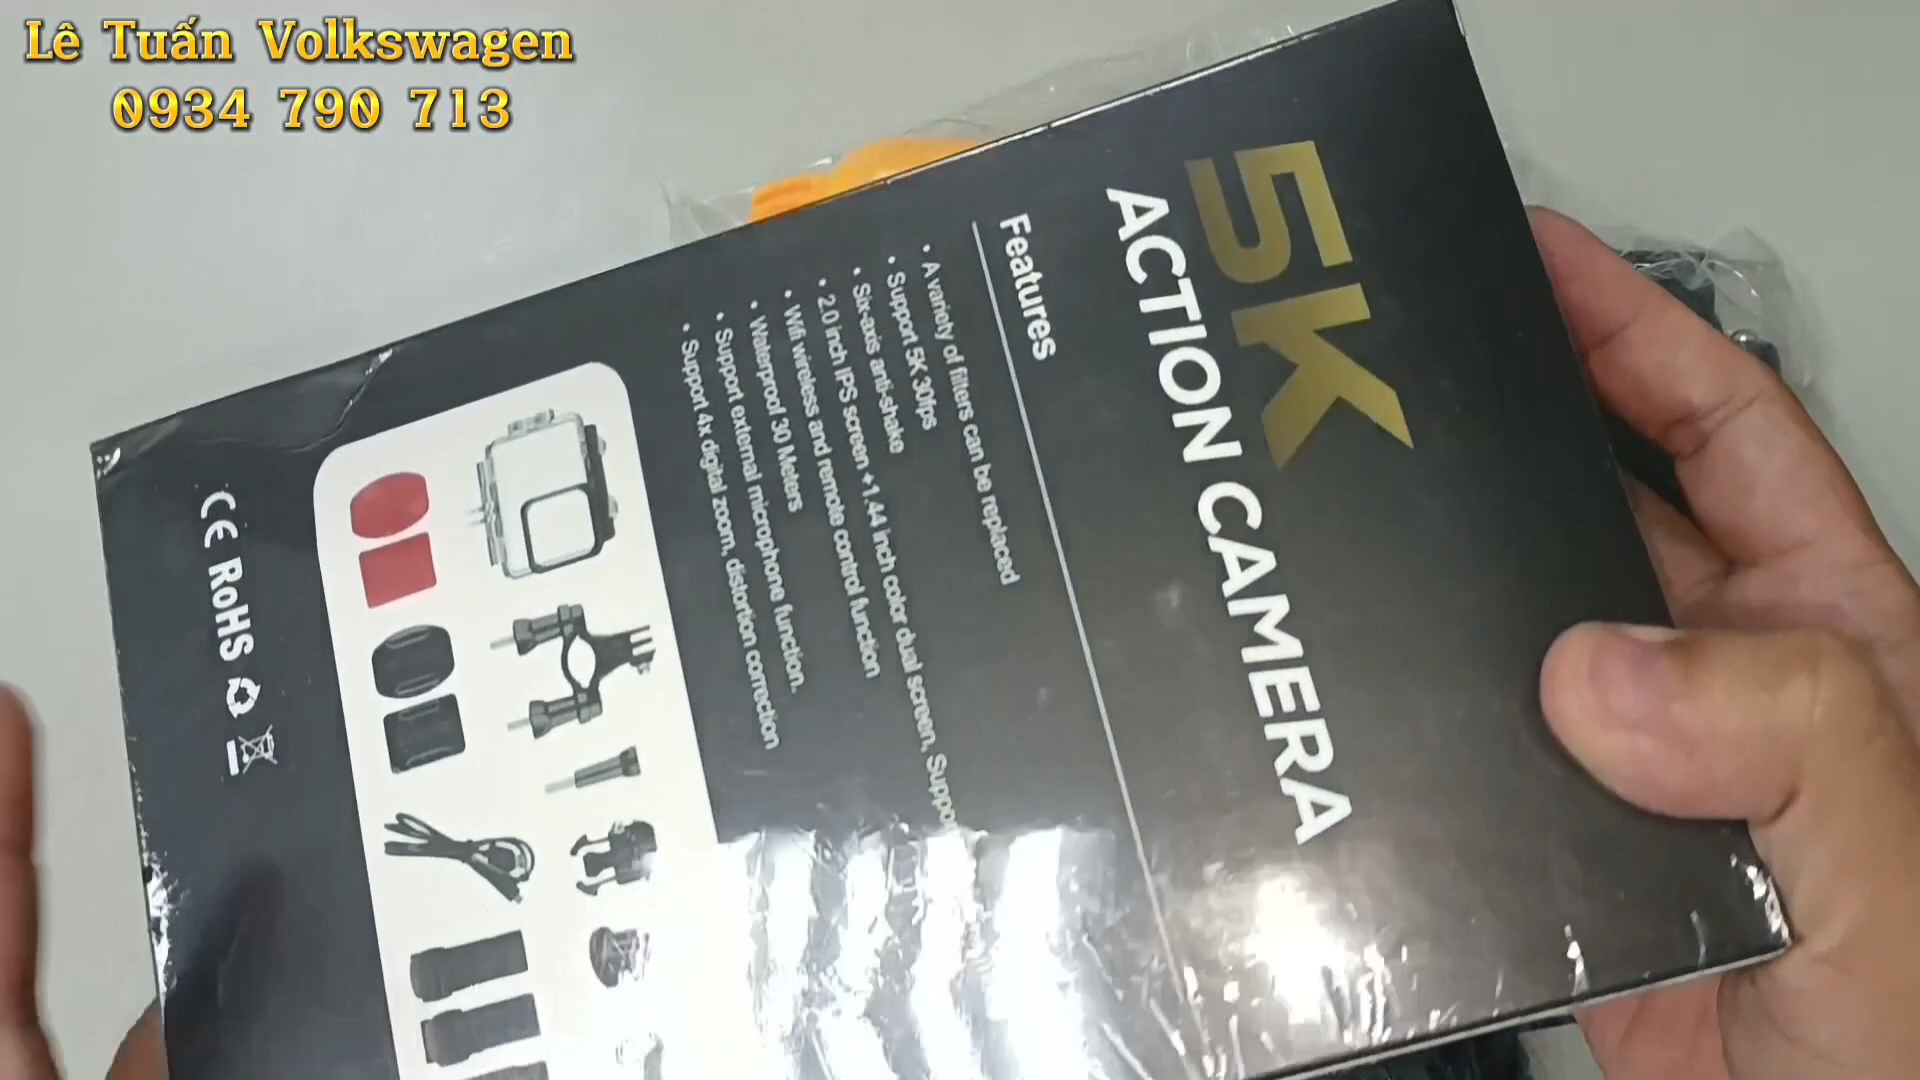 Lê Tuấn Volkswagen
0934 790 713
5K
ACTION CAMERA
Features
• A variety of filters can be replaced
• Support 5K 30fps
• Six-axis anti-shake
• 2.0 inch IPS screen +1.44 inch color dual screen,
• Wifi wireless and remote control function
• Waterproof 30 Meters
• Support external microphone function.
• Support 4x digital zoom, distortion correction
CE RoHS